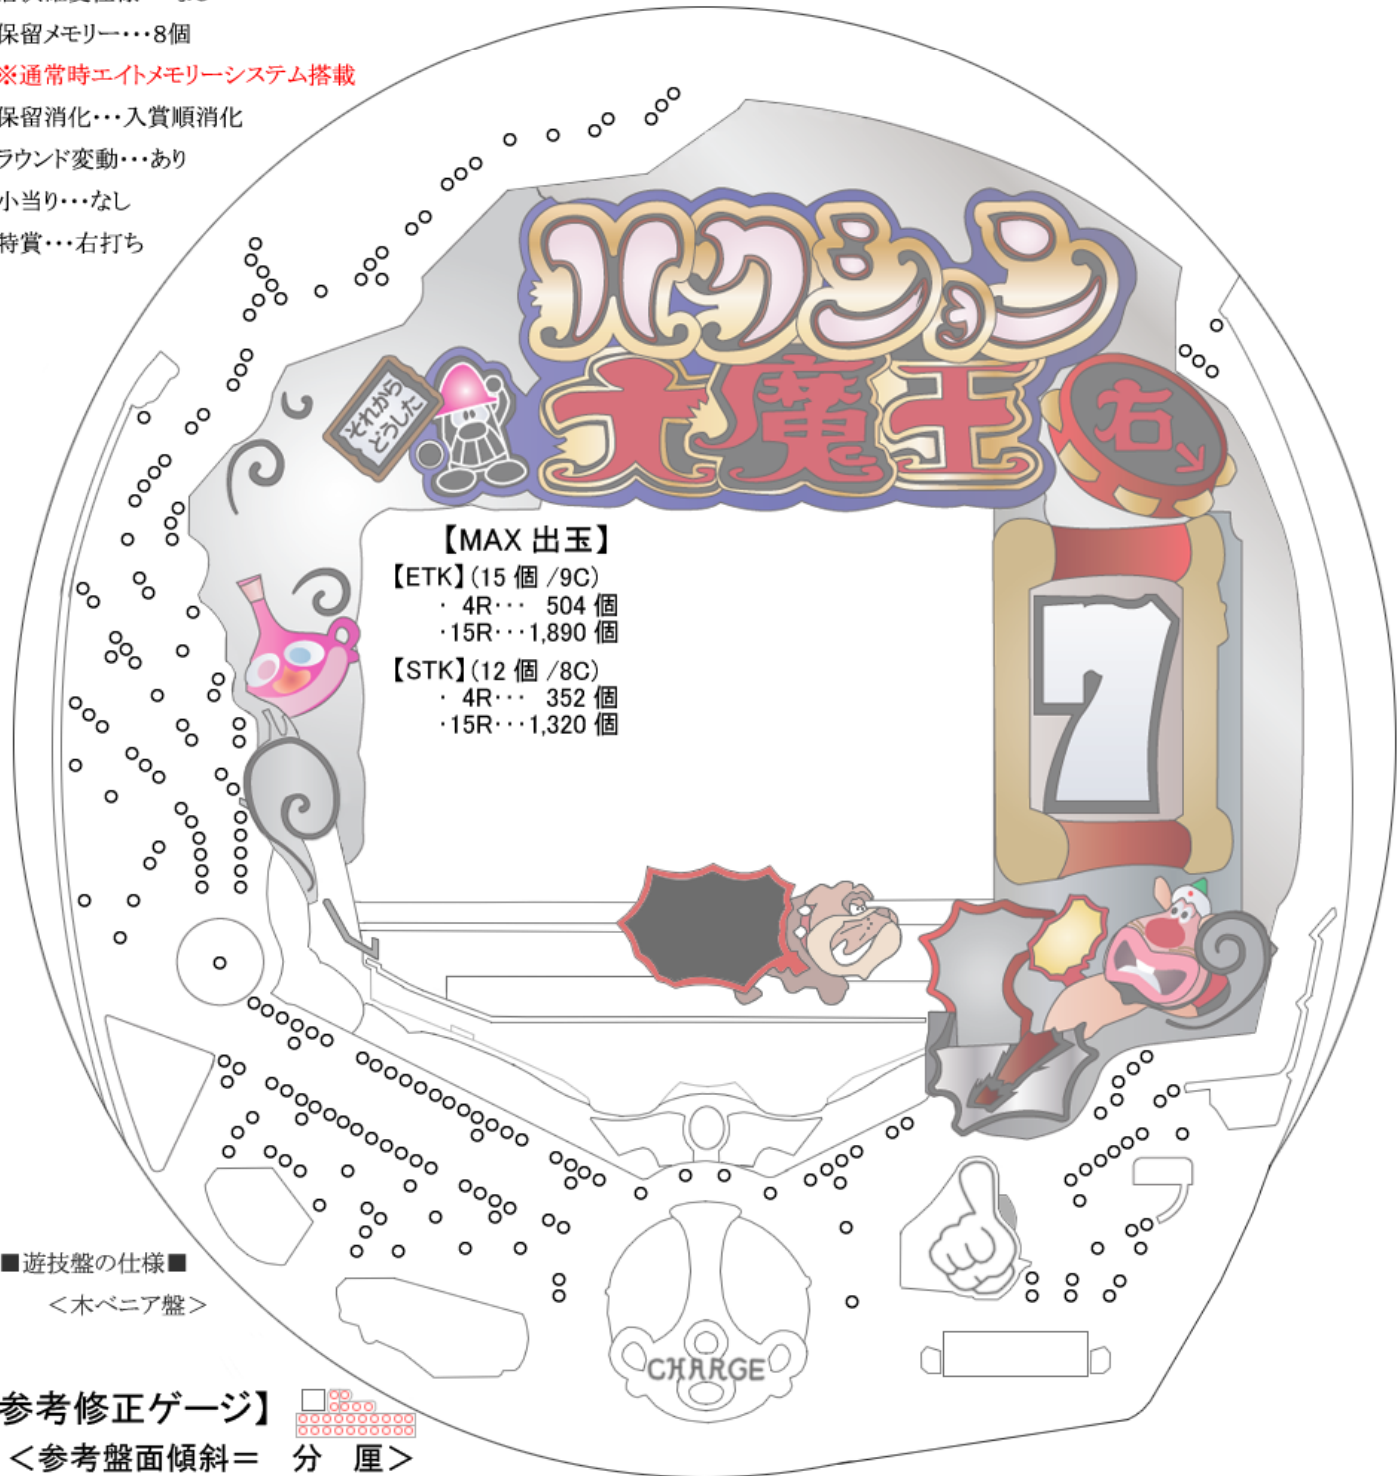 保留メモリー・・・8個
※通常時エイトメモリーシステム搭載
保留消化・・・入賞順消化
ラウンド変動・・・あり
小当り・・・なし
特賞・・・右打ち
ハクション
大魔王
それから
どうした
右
【MAX 出玉】
【ETK】(15 個 /9C)
・ 4R・・・ 504 個
・15R・・・1,890 個
【STK】(12 個 /8C)
・ 4R・・・ 352 個
・15R・・・1,320 個
7
CHARGE
■遊技盤の仕様■
＜木ベニア盤＞
参考修正ゲージ】
＜参考盤面傾斜＝ 分 厘＞